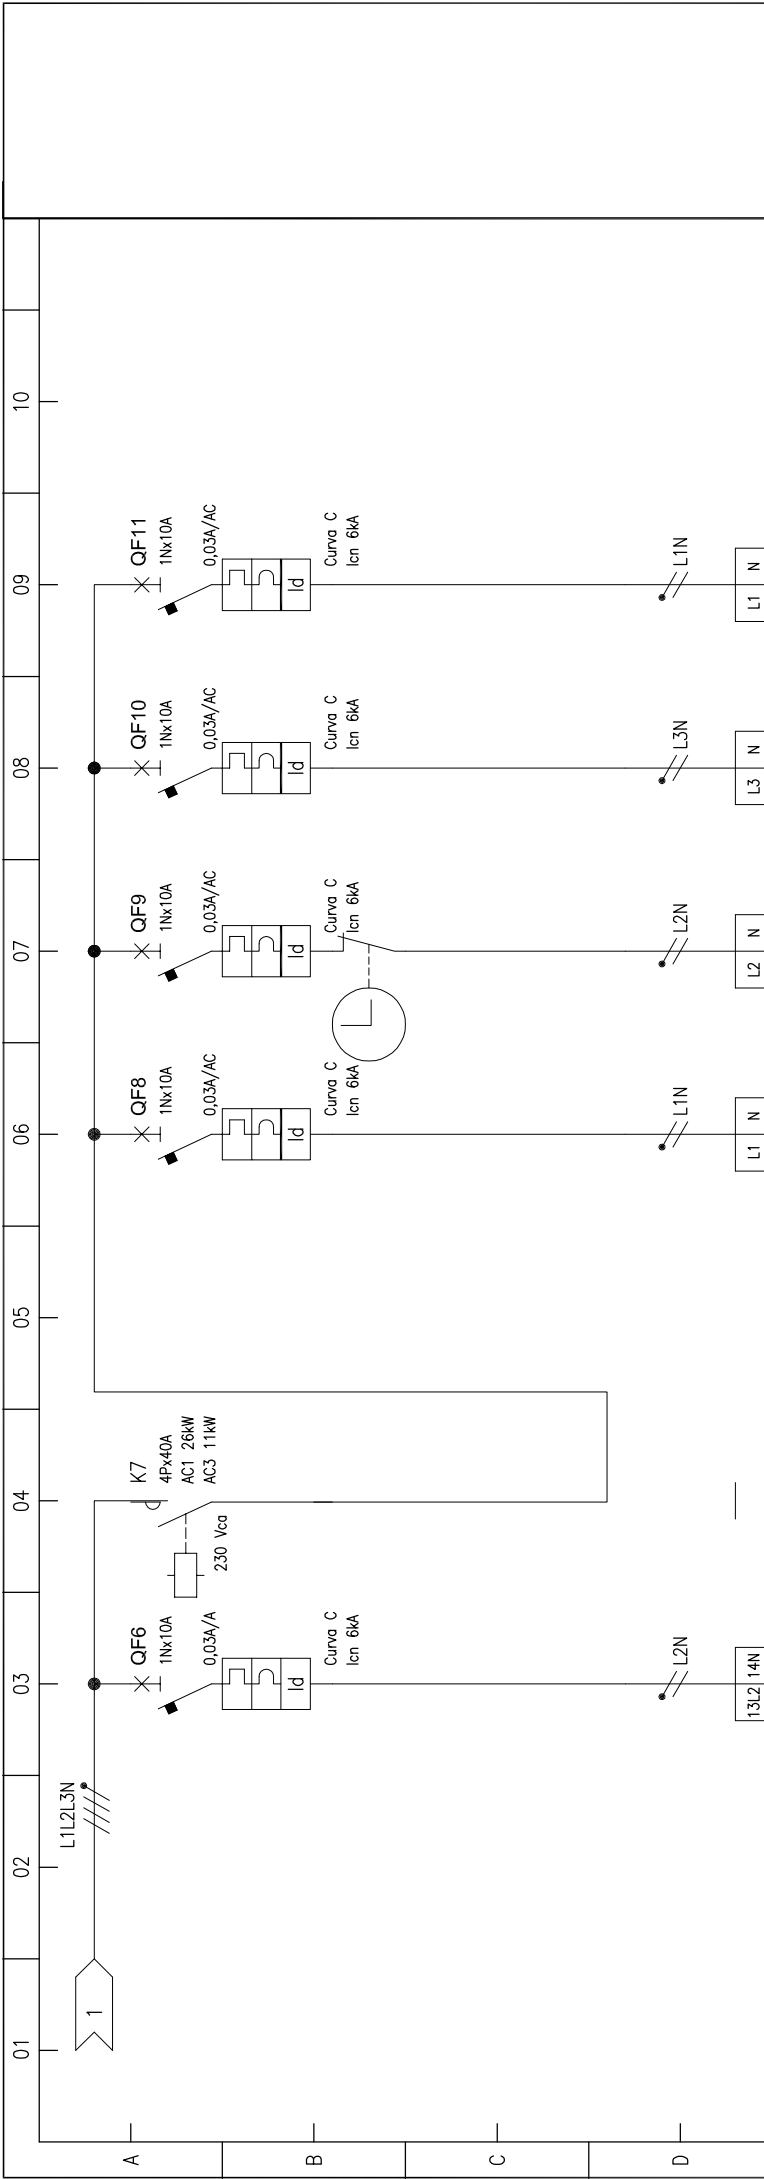 01
02
03
04
05
06
07
08
09
10
A
B
C
D
1
L1L2L3N
QF6
1Nx10A
0,03A/A
Id
Curva C
Icn 6kA
L2N
13L2 14N
K7
4Px40A
AC1 26kW
AC3 11kW
230 Vca
QF8
1Nx10A
0,03A/AC
Id
Curva C
Icn 6kA
L1N
L1 N
QF9
1Nx10A
0,03A/AC
Id
Curva C
Icn 6kA
L2N
L2 N
QF10
1Nx10A
0,03A/AC
Id
Curva C
Icn 6kA
L3N
L3 N
QF11
1Nx10A
0,03A/AC
Id
Curva C
Icn 6kA
L1N
L1 N